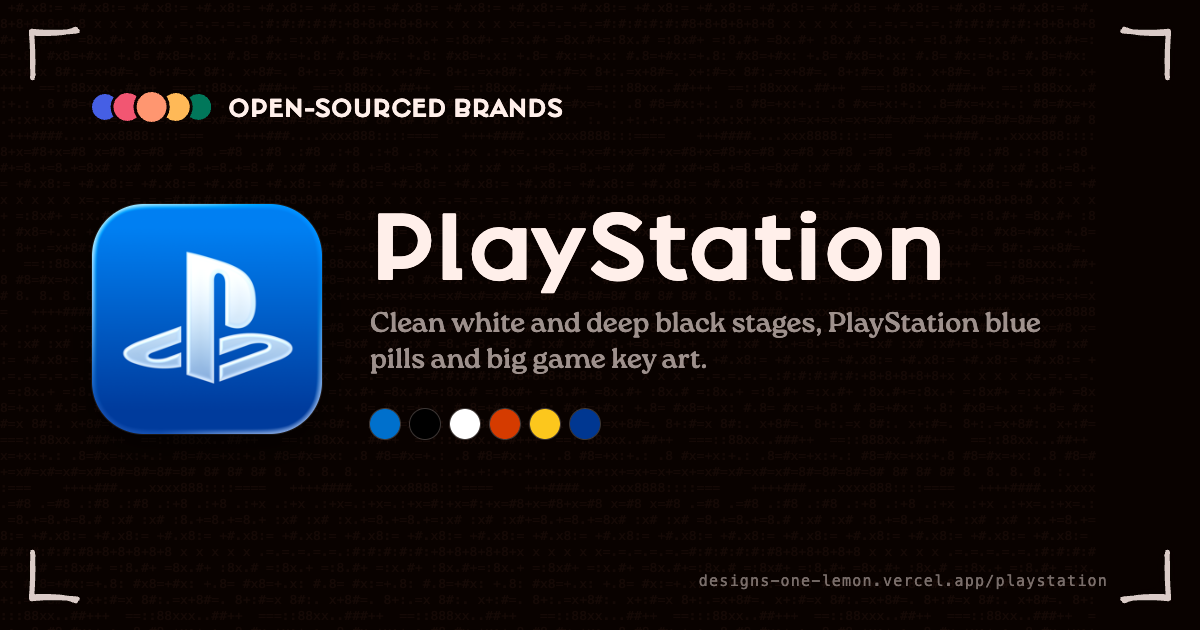 OPEN-SOURCED BRANDS
PlayStation
Clean white and deep black stages, PlayStation blue
pills and big game key art.
designs-one-lemon.vercel.app/playstation